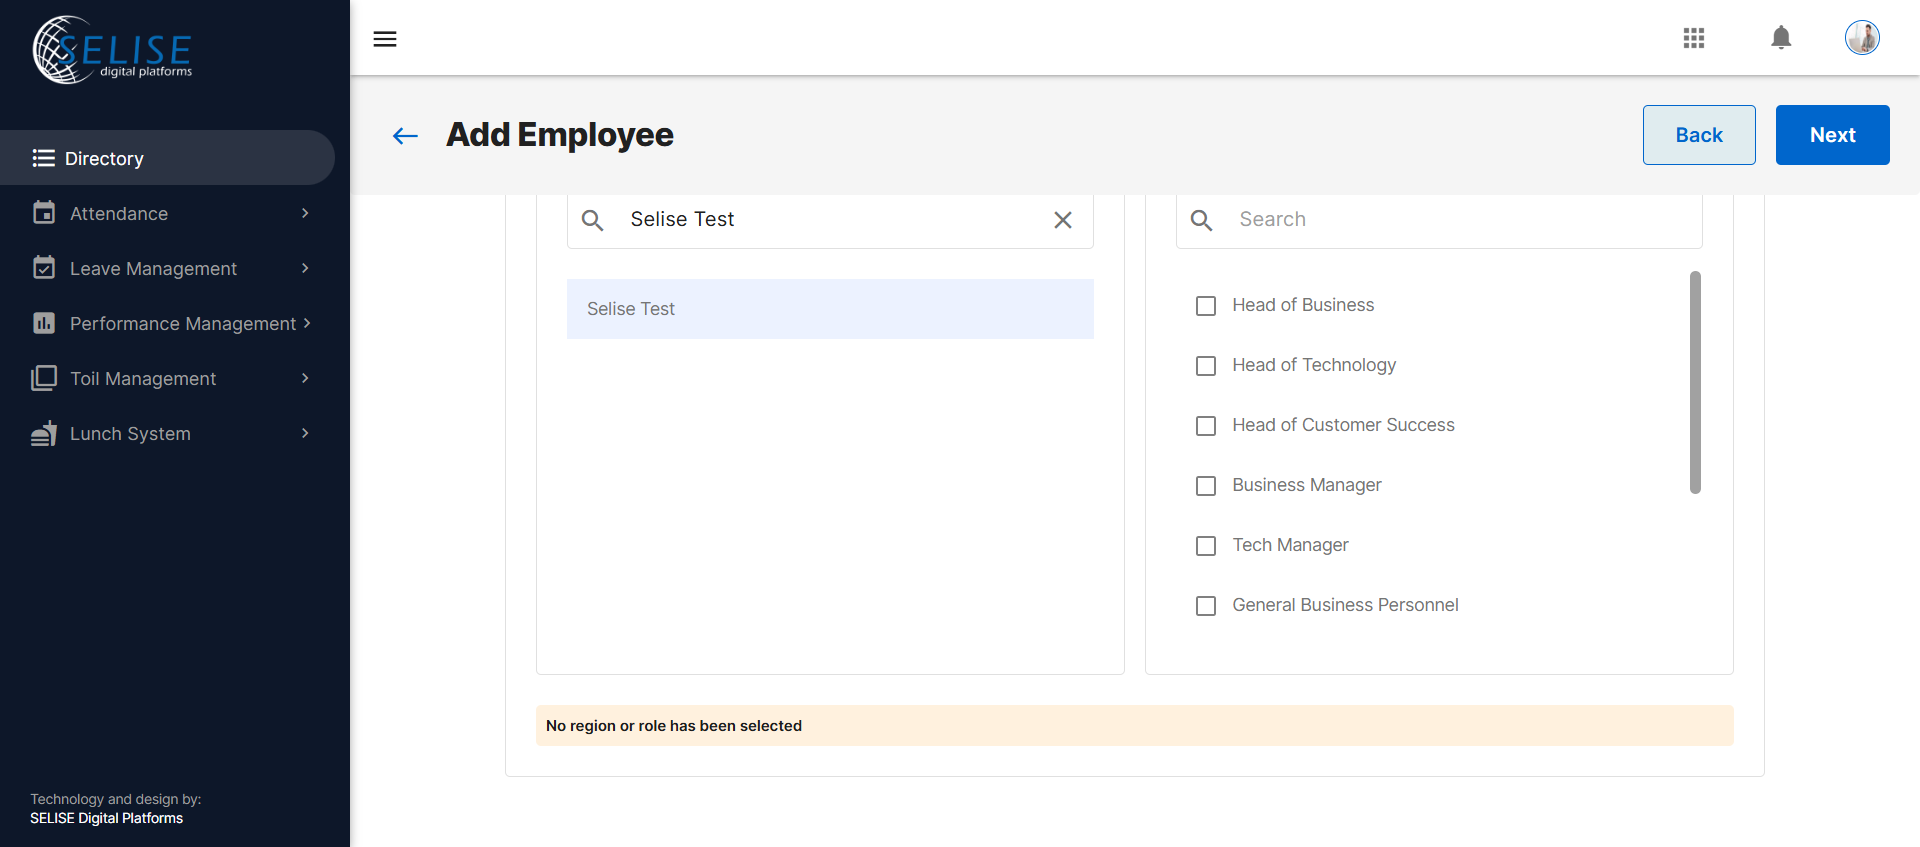 SELISE
digital platforms
Directory
Attendance
Leave Management
Performance Management
Toil Management
Lunch System
Technology and design by:
SELISE Digital Platforms
Add Employee
Back
Next
Selise Test
Selise Test
Search
Head of Business
Head of Technology
Head of Customer Success
Business Manager
Tech Manager
General Business Personnel
No region or role has been selected